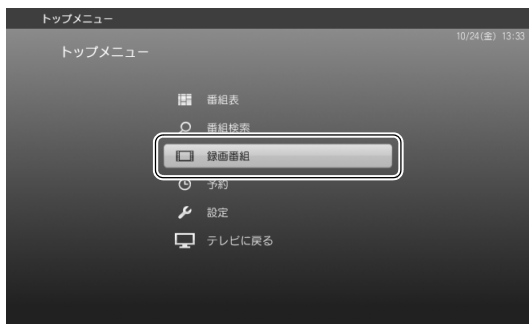 トップメニュー
10/24(金) 13:33
トップメニュー
番組表
番組検索
録画番組
予約
設定
テレビに戻る